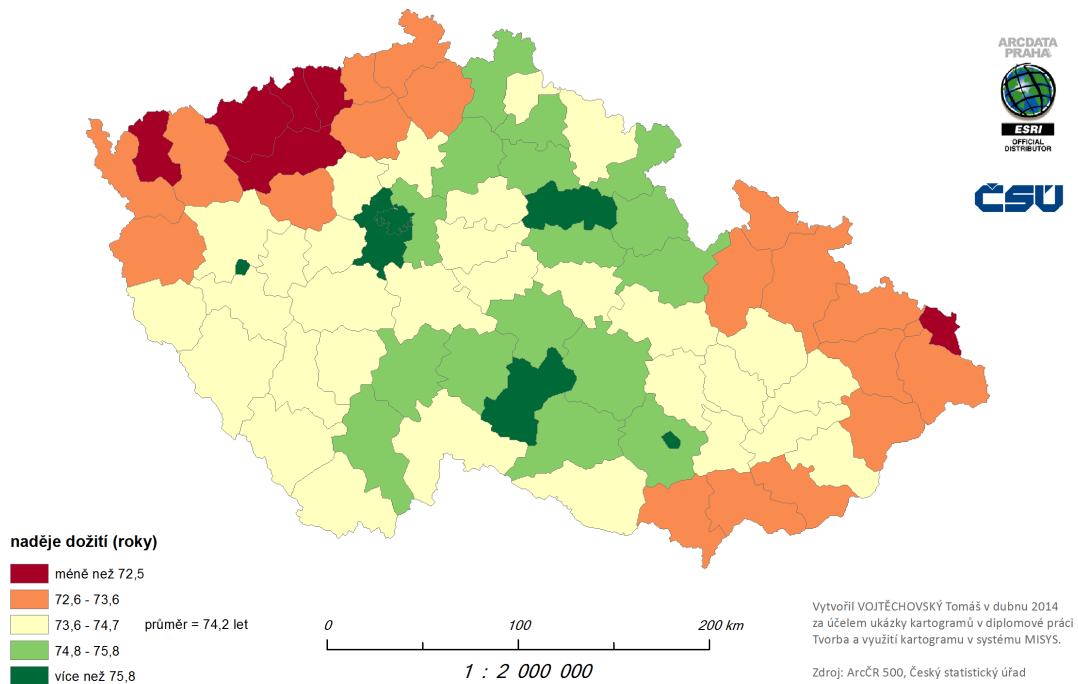 ARCDATA
PRAHA
ESRI
OFFICIAL
DISTRIBUTOR
ČSÚ
naděje dožití (roky)
méně než 72,5
72,6 - 73,6
73,6 - 74,7 průměr = 74,2 let
74,8 - 75,8
více než 75,8
0 100 200 km
1 : 2 000 000
Vytvořil VOJTĚCHOVSKÝ Tomáš v dubnu 2014
za účelem ukázky kartogramů v diplomové práci
Tvorba a využití kartogramu v systému MISYS.
Zdroj: ArcČR 500, Český statistický úřad